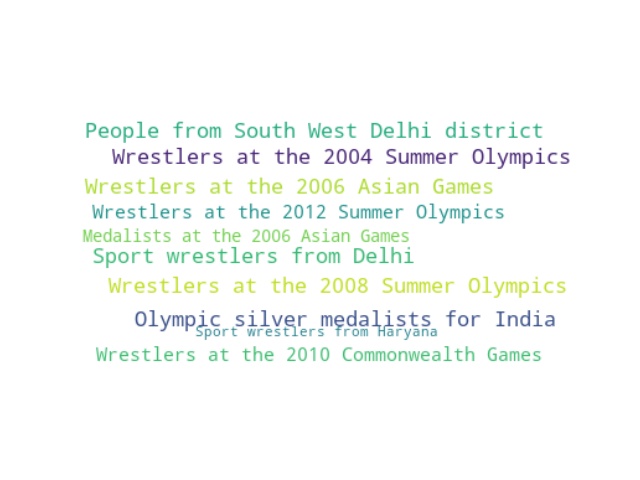 People from South West Delhi district
Wrestlers at the 2004 Summer Olympics
Wrestlers at the 2006 Asian Games
Wrestlers at the 2012 Summer Olympics
Medalists at the 2006 Asian Games
Sport wrestlers from Delhi
Wrestlers at the 2008 Summer Olympics
Olympic silver medalists for India
Sport wrestlers from Haryana
Wrestlers at the 2010 Commonwealth Games